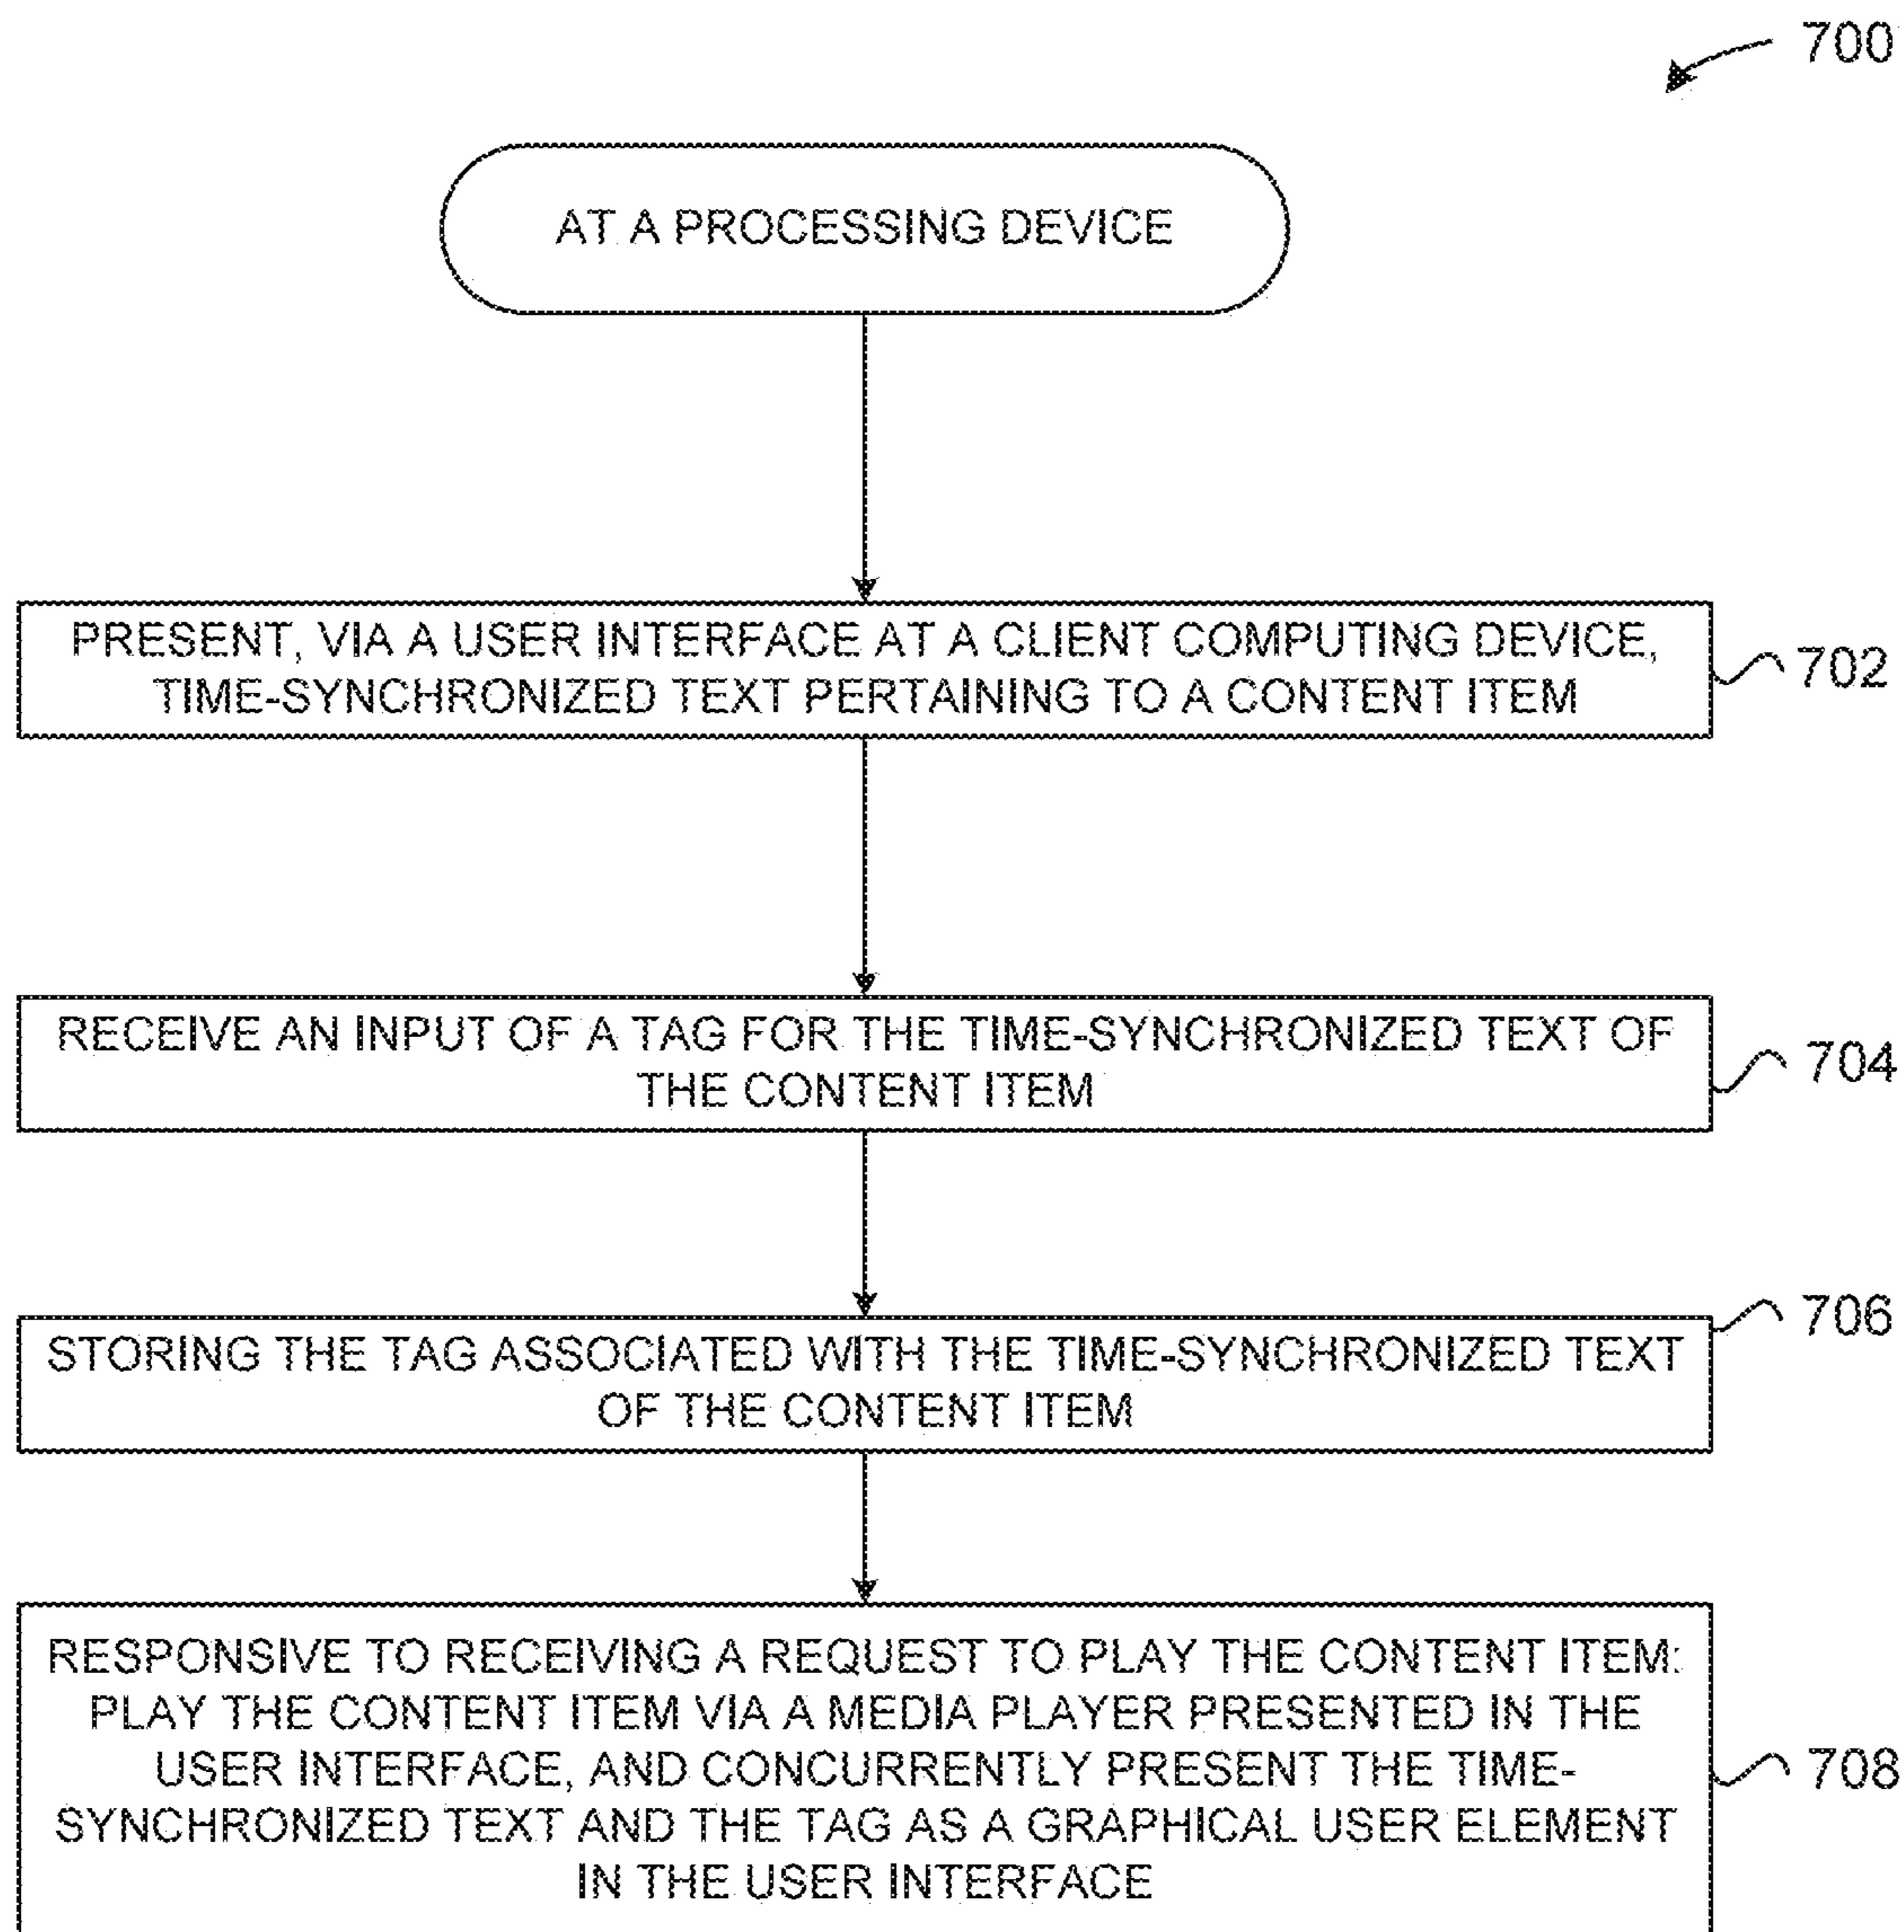 700
AT A PROCESSING DEVICE
PRESENT, VIA A USER INTERFACE AT A CLIENT COMPUTING DEVICE,
TIME-SYNCHRONIZED TEXT PERTAINING TO A CONTENT ITEM
702
RECEIVE AN INPUT OF A TAG FOR THE TIME-SYNCHRONIZED TEXT OF
THE CONTENT ITEM
704
STORING THE TAG ASSOCIATED WITH THE TIME-SYNCHRONIZED TEXT
OF THE CONTENT ITEM
706
RESPONSIVE TO RECEIVING A REQUEST TO PLAY THE CONTENT ITEM:
PLAY THE CONTENT ITEM VIA A MEDIA PLAYER PRESENTED IN THE
USER INTERFACE, AND CONCURRENTLY PRESENT THE TIME-
SYNCHRONIZED TEXT AND THE TAG AS A GRAPHICAL USER ELEMENT
IN THE USER INTERFACE
708